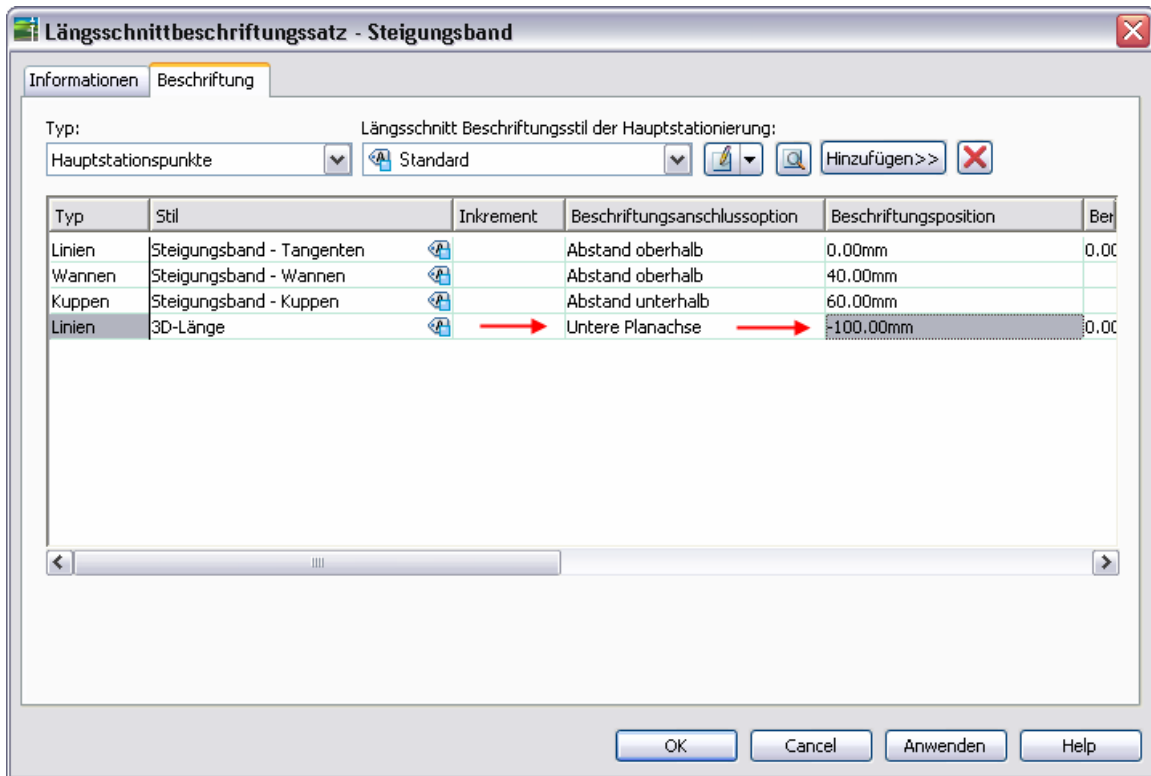 Längsschnittbeschriftungssatz - Steigungsband
Informationen Beschriftung
Typ: Längsschnitt Beschriftungsstil der Hauptstationierung:
Hauptstationspunkte Standard Hinzufügen>>
Typ Stil Inkrement Beschriftungsanschlussoption Beschriftungsposition Ber
Linien Steigungsband - Tangenten Abstand oberhalb 0.00mm 0.00
Wannen Steigungsband - Wannen Abstand oberhalb 40.00mm
Kuppen Steigungsband - Kuppen Abstand unterhalb 60.00mm
Linien 3D-Länge Untere Planachse -100.00mm 0.00
OK Cancel Anwenden Help